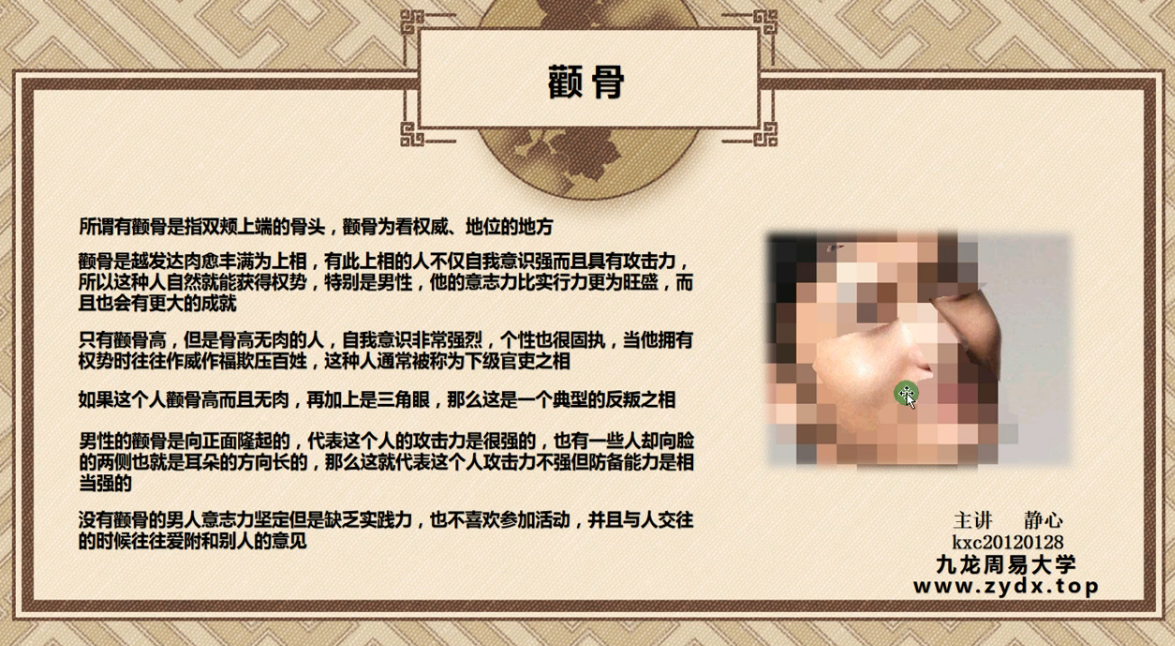 颧骨
所谓有颧骨是指双颊上端的骨头，颧骨为看权威、地位的地方
颧骨是越发达肉愈丰满为上相，有此上相的人不仅自我意识强而且具有攻击力，
所以这种人自然就能获得权势，特别是男性，他的意志力比实行力更为旺盛，而
且也会有更大的成就
只有颧骨高，但是骨高无肉的人，自我意识非常强烈，个性也很固执，当他拥有
权势时往往作威作福欺压百姓，这种人通常被称为下级官吏之相
如果这个人颧骨高而且无肉，再加上是三角眼，那么这是一个典型的反叛之相
男性的颧骨是向正面隆起的，代表这个人的攻击力是很强的，也有一些人却向脸
的两侧也就是耳朵的方向长的，那么这就代表这个人攻击力不强但防备能力是相
当强的
没有颧骨的男人意志力坚定但是缺乏实践力，也不喜欢参加活动，并且与人交往
的时候往往爱附和别人的意见
主讲 静心
kxc20120128
九龙周易大学
www.zydx.top